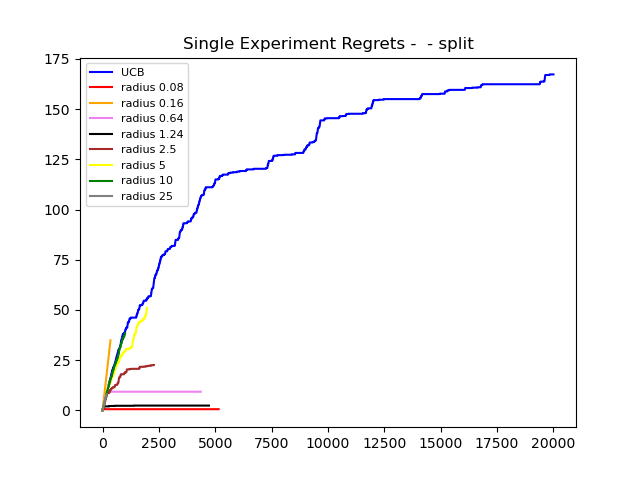 Single Experiment Regrets -  - split
175
150
125
100
75
50
25
0
UCB
radius 0.08
radius 0.16
radius 0.64
radius 1.24
radius 2.5
radius 5
radius 10
radius 25
0 2500 5000 7500 10000 12500 15000 17500 20000